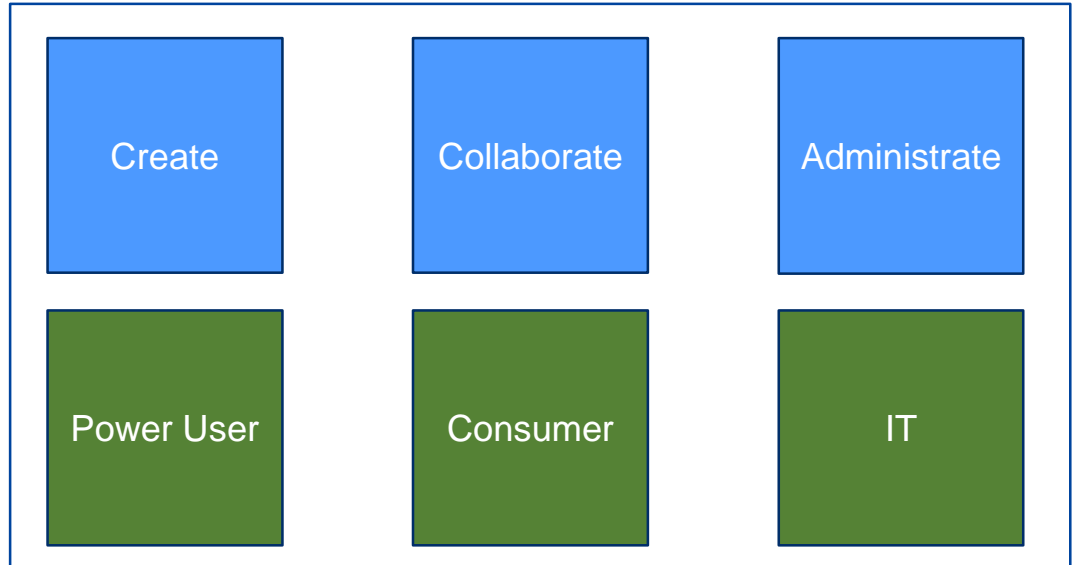 Create
Collaborate
Administrate
Power User
Consumer
IT